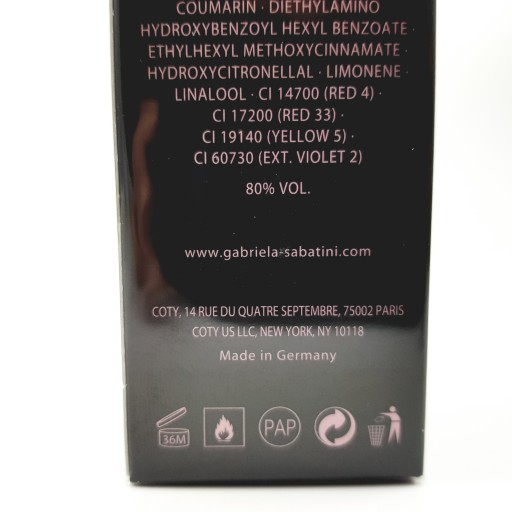 COUMARIN · DIETHYLAMINO
HYDROXYBENZOYL HEXYL BENZOATE ·
ETHYLHEXYL METHOXYCINNAMATE ·
HYDROXYCITRONELLAL · LIMONENE ·
LINALOOL · CI 14700 (RED 4) ·
CI 17200 (RED 33) ·
CI 19140 (YELLOW 5) ·
CI 60730 (EXT. VIOLET 2)
80% VOL.
www.gabriela-sabatini.com
COTY, 14 RUE DU QUATRE SEPTEMBRE, 75002 PARIS
COTY US LLC, NEW YORK, NY 10118
Made in Germany
36M PAP